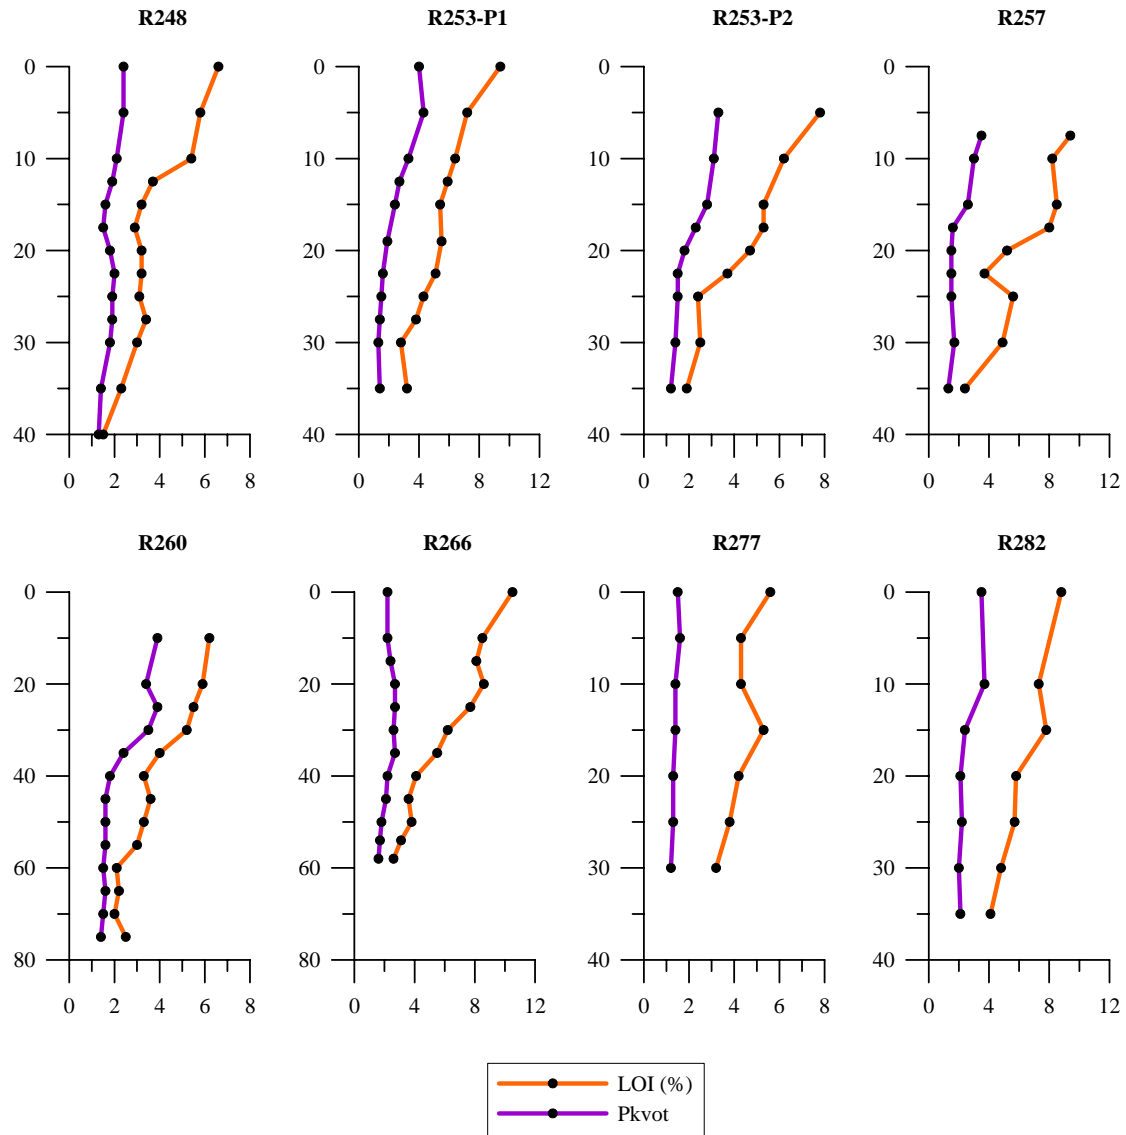 R248 R253-P1 R253-P2 R257
0 0 0 0
10 10 10 10
20 20 20 20
30 30 30 30
40 40 40 40
0 2 4 6 8 0 4 8 12 0 2 4 6 8 0 4 8 12
R260 R266 R277 R282
0 0 0 0
20 20 10 10
40 40 20 20
60 60 30 30
80 80 40 40
0 2 4 6 8 0 4 8 12 0 2 4 6 8 0 4 8 12
LOI (%)
Pkvot